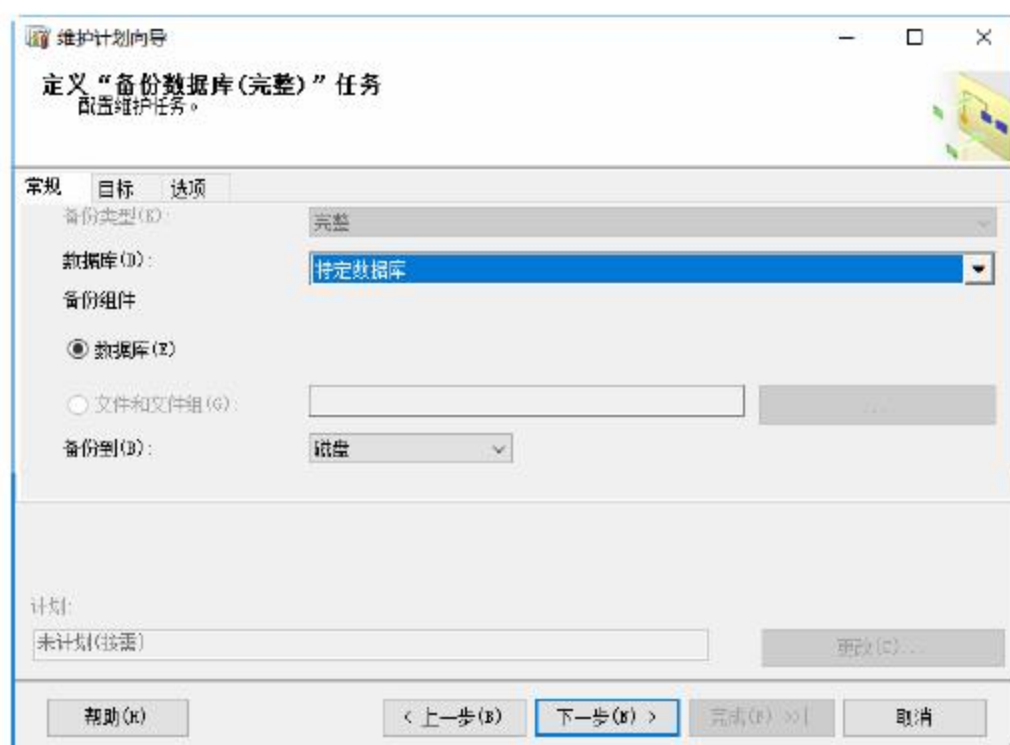 维护计划向导
定义“备份数据库(完整)”任务
配置维护任务。
常规 目标 选项
备份类型(K):
完整
数据库(D):
特定数据库
备份组件
数据库(E)
文件和文件组(G):
...
备份到(B):
磁盘
计划:
未计划(按需)
更改(C)...
帮助(H) < 上一步(B) 下一步(N) > 完成(F) >>| 取消